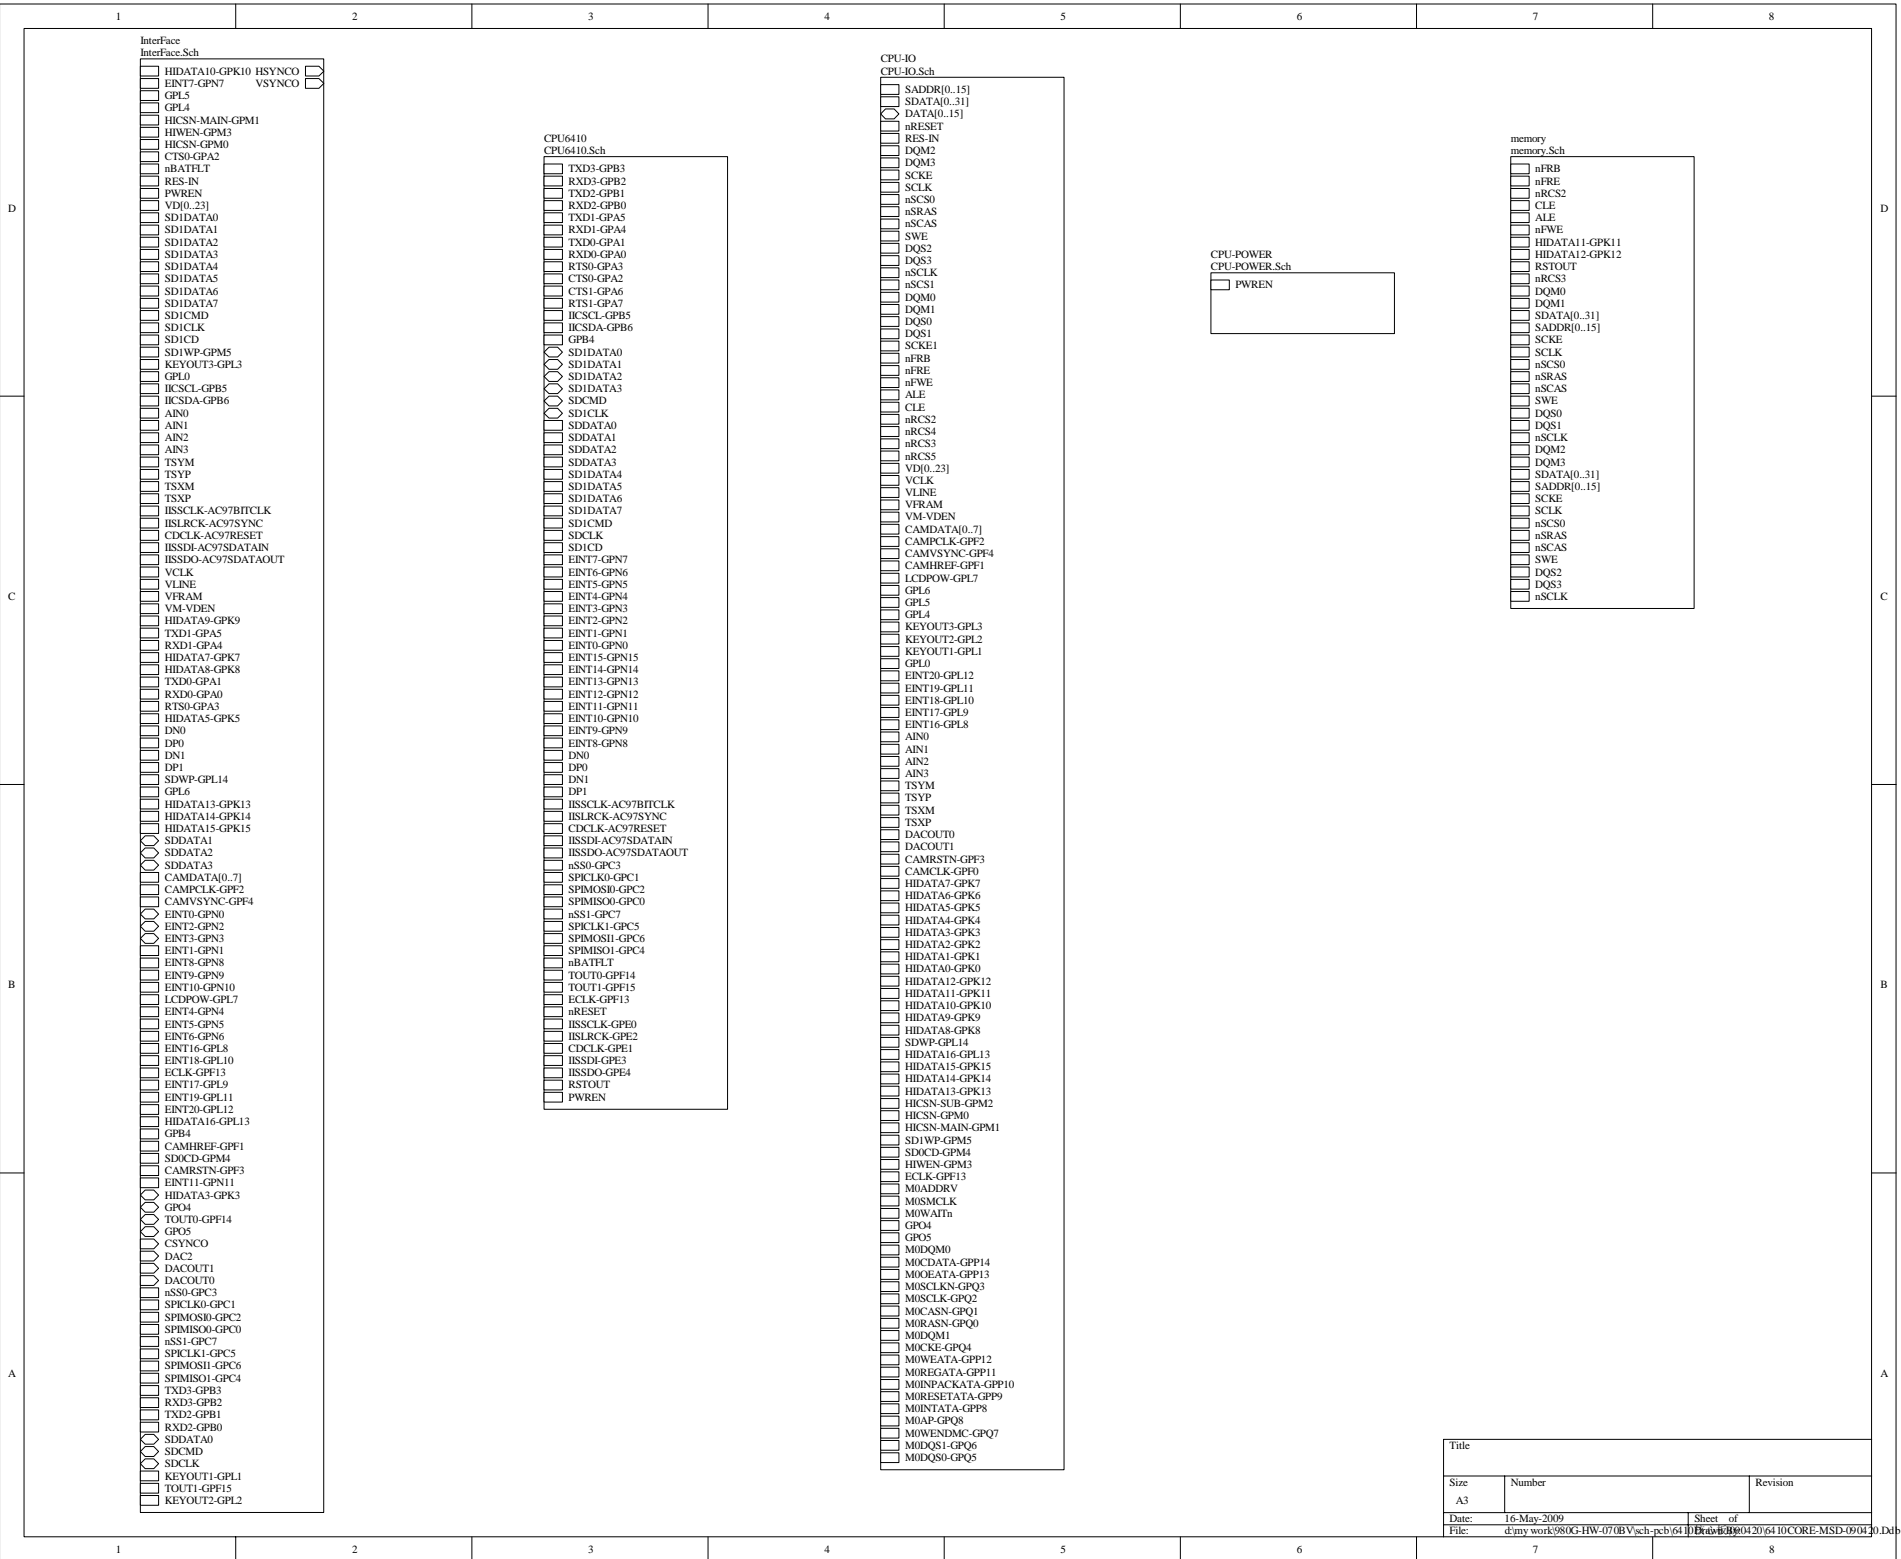 1 2 3 4 5 6 7 8
InterFace
InterFace.Sch
HIDATA10-GPK10 HSYNCO
EINT7-GPN7 VSYNCO
GPL5
GPL4
HICSN-MAIN-GPM1
HIWEN-GPM3
HICSN-GPM0
CTS0-GPA2
nBATFLT
RES-IN
PWREN
VD[0..23]
SD1DATA0
SD1DATA1
SD1DATA2
SD1DATA3
SD1DATA4
SD1DATA5
SD1DATA6
SD1DATA7
SD1CMD
SD1CLK
SD1CD
SD1WP-GPM5
KEYOUT3-GPL3
GPL0
IICSCL-GPB5
IICSDA-GPB6
AIN0
AIN1
AIN2
AIN3
TSYM
TSYP
TSXM
TSXP
IISSCLK-AC97BITCLK
IISLRCK-AC97SYNC
CDCLK-AC97RESET
IISSDI-AC97SDATAIN
IISSDO-AC97SDATAOUT
VCLK
VLINE
VFRAM
VM-VDEN
HIDATA9-GPK9
TXD1-GPA5
RXD1-GPA4
HIDATA7-GPK7
HIDATA8-GPK8
TXD0-GPA1
RXD0-GPA0
RTS0-GPA3
HIDATA5-GPK5
DN0
DP0
DN1
DP1
SDWP-GPL14
GPL6
HIDATA13-GPK13
HIDATA14-GPK14
HIDATA15-GPK15
SDDATA1
SDDATA2
SDDATA3
CAMDATA[0..7]
CAMPCLK-GPF2
CAMVSYNC-GPF4
EINT0-GPN0
EINT2-GPN2
EINT3-GPN3
EINT1-GPN1
EINT8-GPN8
EINT9-GPN9
EINT10-GPN10
LCDPOW-GPL7
EINT4-GPN4
EINT5-GPN5
EINT6-GPN6
EINT16-GPL8
EINT18-GPL10
ECLK-GPF13
EINT17-GPL9
EINT19-GPL11
EINT20-GPL12
HIDATA16-GPL13
GPB4
CAMHREF-GPF1
SD0CD-GPM4
CAMRSTN-GPF3
EINT11-GPN11
HIDATA3-GPK3
GPO4
TOUT0-GPF14
GPO5
CSYNCO
DAC2
DACOUT1
DACOUT0
nSS0-GPC3
SPICLK0-GPC1
SPIMOSI0-GPC2
SPIMISO0-GPC0
nSS1-GPC7
SPICLK1-GPC5
SPIMOSI1-GPC6
SPIMISO1-GPC4
TXD3-GPB3
RXD3-GPB2
TXD2-GPB1
RXD2-GPB0
SDDATA0
SDCMD
SDCLK
KEYOUT1-GPL1
TOUT1-GPF15
KEYOUT2-GPL2
CPU6410
CPU6410.Sch
TXD3-GPB3
RXD3-GPB2
TXD2-GPB1
RXD2-GPB0
TXD1-GPA5
RXD1-GPA4
TXD0-GPA1
RXD0-GPA0
RTS0-GPA3
CTS0-GPA2
CTS1-GPA6
RTS1-GPA7
IICSCL-GPB5
IICSDA-GPB6
GPB4
SD1DATA0
SD1DATA1
SD1DATA2
SD1DATA3
SDCMD
SD1CLK
SDDATA0
SDDATA1
SDDATA2
SDDATA3
SD1DATA4
SD1DATA5
SD1DATA6
SD1DATA7
SD1CMD
SDCLK
SD1CD
EINT7-GPN7
EINT6-GPN6
EINT5-GPN5
EINT4-GPN4
EINT3-GPN3
EINT2-GPN2
EINT1-GPN1
EINT0-GPN0
EINT15-GPN15
EINT14-GPN14
EINT13-GPN13
EINT12-GPN12
EINT11-GPN11
EINT10-GPN10
EINT9-GPN9
EINT8-GPN8
DN0
DP0
DN1
DP1
IISSCLK-AC97BITCLK
IISLRCK-AC97SYNC
CDCLK-AC97RESET
IISSDI-AC97SDATAIN
IISSDO-AC97SDATAOUT
nSS0-GPC3
SPICLK0-GPC1
SPIMOSI0-GPC2
SPIMISO0-GPC0
nSS1-GPC7
SPICLK1-GPC5
SPIMOSI1-GPC6
SPIMISO1-GPC4
nBATFLT
TOUT0-GPF14
TOUT1-GPF15
ECLK-GPF13
nRESET
IISSCLK-GPE0
IISLRCK-GPE2
CDCLK-GPE1
IISSDI-GPE3
IISSDO-GPE4
RSTOUT
PWREN
CPU-IO
CPU-IO.Sch
SADDR[0..15]
SDATA[0..31]
DATA[0..15]
nRESET
RES-IN
DQM2
DQM3
SCKE
SCLK
nSCS0
nSRAS
nSCAS
SWE
DQS2
DQS3
nSCLK
nSCS1
DQM0
DQM1
DQS0
DQS1
SCKE1
nFRB
nFRE
nFWE
ALE
CLE
nRCS2
nRCS4
nRCS3
nRCS5
VD[0..23]
VCLK
VLINE
VFRAM
VM-VDEN
CAMDATA[0..7]
CAMPCLK-GPF2
CAMVSYNC-GPF4
CAMHREF-GPF1
LCDPOW-GPL7
GPL6
GPL5
GPL4
KEYOUT3-GPL3
KEYOUT2-GPL2
KEYOUT1-GPL1
GPL0
EINT20-GPL12
EINT19-GPL11
EINT18-GPL10
EINT17-GPL9
EINT16-GPL8
AIN0
AIN1
AIN2
AIN3
TSYM
TSYP
TSXM
TSXP
DACOUT0
DACOUT1
CAMRSTN-GPF3
CAMCLK-GPF0
HIDATA7-GPK7
HIDATA6-GPK6
HIDATA5-GPK5
HIDATA4-GPK4
HIDATA3-GPK3
HIDATA2-GPK2
HIDATA1-GPK1
HIDATA0-GPK0
HIDATA12-GPK12
HIDATA11-GPK11
HIDATA10-GPK10
HIDATA9-GPK9
HIDATA8-GPK8
SDWP-GPL14
HIDATA16-GPL13
HIDATA15-GPK15
HIDATA14-GPK14
HIDATA13-GPK13
HICSN-SUB-GPM2
HICSN-GPM0
HICSN-MAIN-GPM1
SD1WP-GPM5
SD0CD-GPM4
HIWEN-GPM3
ECLK-GPF13
M0ADDRV
M0SMCLK
M0WAITn
GPO4
GPO5
M0DQM0
M0CDATA-GPP14
M0OEATA-GPP13
M0SCLKN-GPQ3
M0SCLK-GPQ2
M0CASN-GPQ1
M0RASN-GPQ0
M0DQM1
M0CKE-GPQ4
M0WEATA-GPP12
M0REGATA-GPP11
M0INPACKATA-GPP10
M0RESETATA-GPP9
M0INTATA-GPP8
M0AP-GPQ8
M0WENDMC-GPQ7
M0DQS1-GPQ6
M0DQS0-GPQ5
CPU-POWER
CPU-POWER.Sch
PWREN
memory
memory.Sch
nFRB
nFRE
nRCS2
CLE
ALE
nFWE
HIDATA11-GPK11
HIDATA12-GPK12
RSTOUT
nRCS3
DQM0
DQM1
SDATA[0..31]
SADDR[0..15]
SCKE
SCLK
nSCS0
nSRAS
nSCAS
SWE
DQS0
DQS1
nSCLK
DQM2
DQM3
SDATA[0..31]
SADDR[0..15]
SCKE
SCLK
nSCS0
nSRAS
nSCAS
SWE
DQS2
DQS3
nSCLK
D D
C C
B B
A A
Title
Size Number Revision
A3
Date: 16-May-2009 Sheet of
File: d:\my work\980G-HW-070BV\sch-pcb\6410
1 2 3 4 5 6 7 8